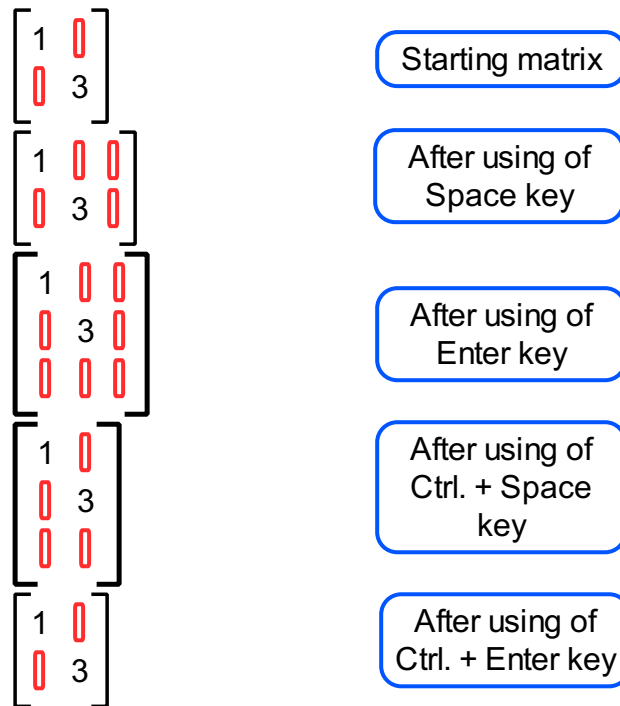 1
3
Starting matrix
1
3
After using of
Space key
1
3
After using of
Enter key
1
3
After using of
Ctrl. + Space
key
1
3
After using of
Ctrl. + Enter key